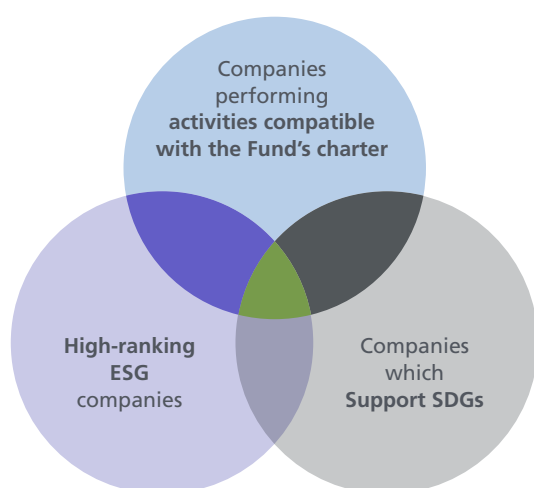 Companies
performing
activities compatible
with the Fund's charter
High-ranking
ESG
companies
Companies
which
Support SDGs